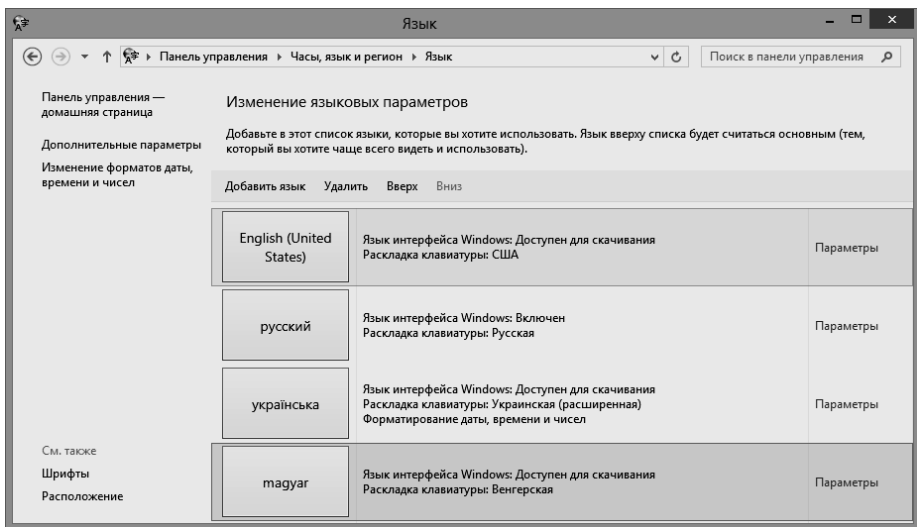 Язык
Панель управления Часы, язык и регион Язык
Поиск в панели управления
Панель управления —
домашняя страница
Дополнительные параметры
Изменение форматов даты,
времени и чисел
Изменение языковых параметров
Добавьте в этот список языки, которые вы хотите использовать. Язык вверху списка будет считаться основным (тем,
который вы хотите чаще всего видеть и использовать).
Добавить язык Удалить Вверх Вниз
English (United
States)
Язык интерфейса Windows: Доступен для скачивания
Раскладка клавиатуры: США
Параметры
русский
Язык интерфейса Windows: Включен
Раскладка клавиатуры: Русская
Параметры
українська
Язык интерфейса Windows: Доступен для скачивания
Раскладка клавиатуры: Украинская (расширенная)
Форматирование даты, времени и чисел
Параметры
magyar
Язык интерфейса Windows: Доступен для скачивания
Раскладка клавиатуры: Венгерская
Параметры
См. также
Шрифты
Расположение